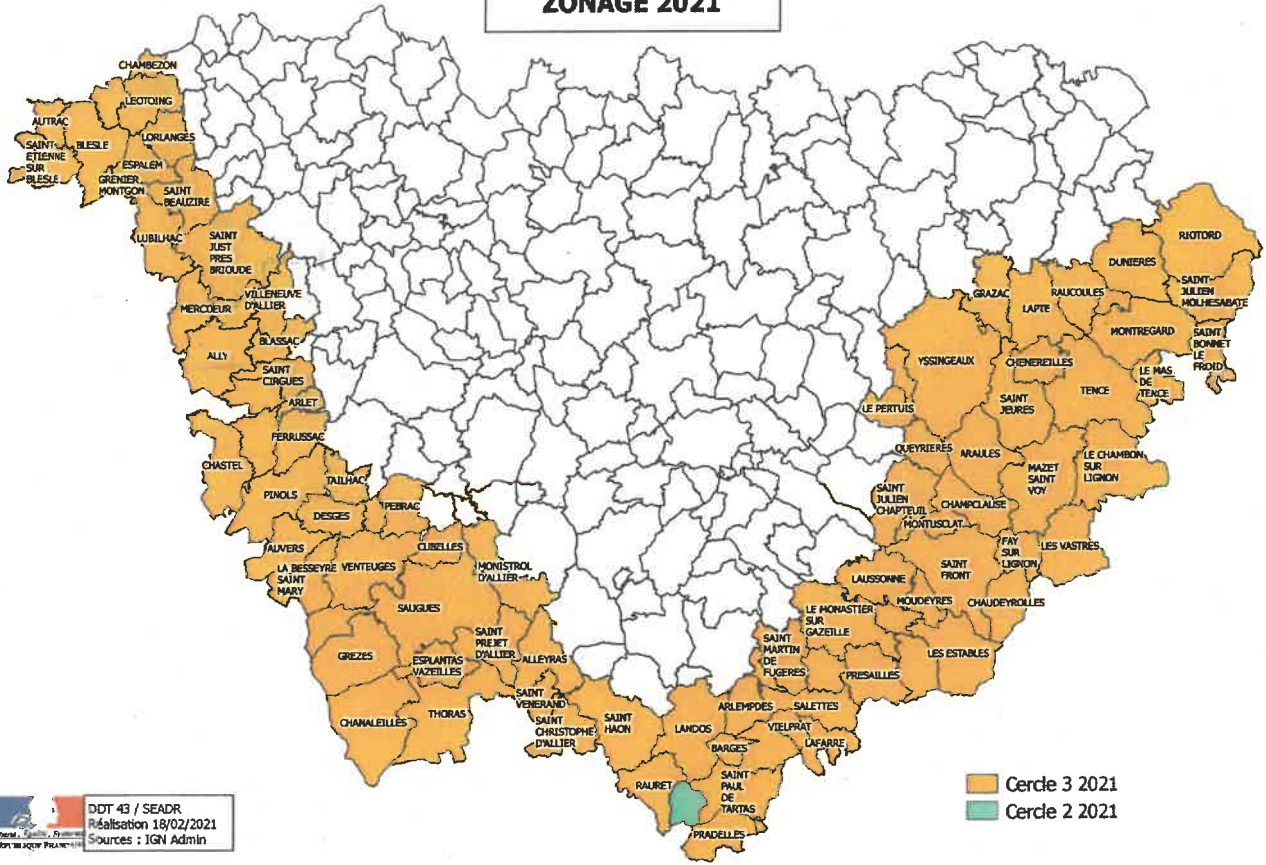 ZONAGE 2021
CHAMBEZON
LEOTOING
AUTRAC
LORLANGES
SAINT
ETIENNE
SUR
BLESLE
BLESLE
ESPALEM
GRENIER
MONTGON
SAINT
BEAUZIRE
LUBILHAC
SAINT
JUST
PRES
BRIOUDE
VILLENEUVE
D'ALLIER
MERCOEUR
BLASSAC
ALLY
SAINT
CIRGUES
ARLET
FERRUSSAC
CHASTEL
TAILHAC
PINOLS
PEBRAC
DESGES
AUVERS
CUBELLES
LA BESSEYRE
SAINT
MARY
VENTEUGES
MONISTROL
D'ALLIER
SAUGUES
SAINT
PREJET
D'ALLIER
GREZES
ESPLANTAS
VAZEILLES
ALLEYRAS
SAINT
VENERAND
CHANALEILLES
THORAS
SAINT
CHRISTOPHE
D'ALLIER
SAINT
HAON
LANDOS
ARLEMPDES
SALETTES
VIELPRAT
LAFARRE
BARGES
RAURET
SAINT
PAUL
DE
TARTAS
PRADELLES
RIOTORD
DUNIERES
SAINT
JULIEN
MOLHESABATE
GRAZAC
LAPTE
RAUCOULES
MONTREGARD
SAINT
BONNET
LE
FROID
YSSINGEAUX
CHENEREILLES
LE MAS
DE
TENCE
TENCE
SAINT
JEURES
LE PERTUIS
QUEYRIERES
ARAULES
MAZET
SAINT
VOY
LE CHAMBON
SUR
LIGNON
SAINT
JULIEN
CHAPTEUIL
CHAMPCLAUSE
MONTUSCLAT
FAY
SUR
LIGNON
LES VASTRES
SAINT
FRONT
LAUSSONNE
MOUDEYRES
CHAUDEYROLLES
LE MONASTIER
SUR
GAZEILLE
SAINT
MARTIN
DE
FUGERES
LES ESTABLES
PRESAILLES
Cercle 3 2021
Cercle 2 2021
DDT 43 / SEADR
Réalisation 18/02/2021
Sources : IGN Admin